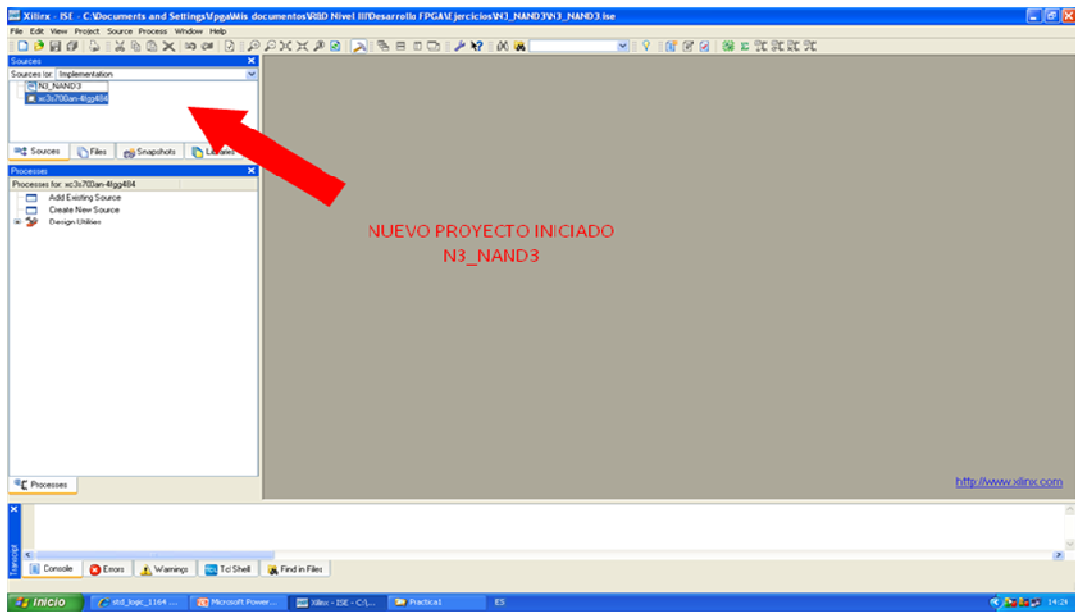 Xilinx - ISE - C:\Documents and Settings\fpga\Mis documentos\R&D Nivel III\Desarrollo FPGA\Ejercicios\N3_NAND3\N3_NAND3.ise
File Edit View Project Source Process Window Help
Sources
Sources for: Implementation
N3_NAND3
xc3s700an-4fgg484
Sources Files Snapshots
Processes
Processes for: xc3s700an-4fgg484
Add Existing Source
Create New Source
Design Utilities
NUEVO PROYECTO INICIADO
N3_NAND3
Processes
http://www.xilinx.com
Transcript
Console Errors Warnings Tcl Shell Find in Files
Inicio std_logic_1164 ... Microsoft Power... Xilinx - ISE - C:\... Practica1 ES 14:26